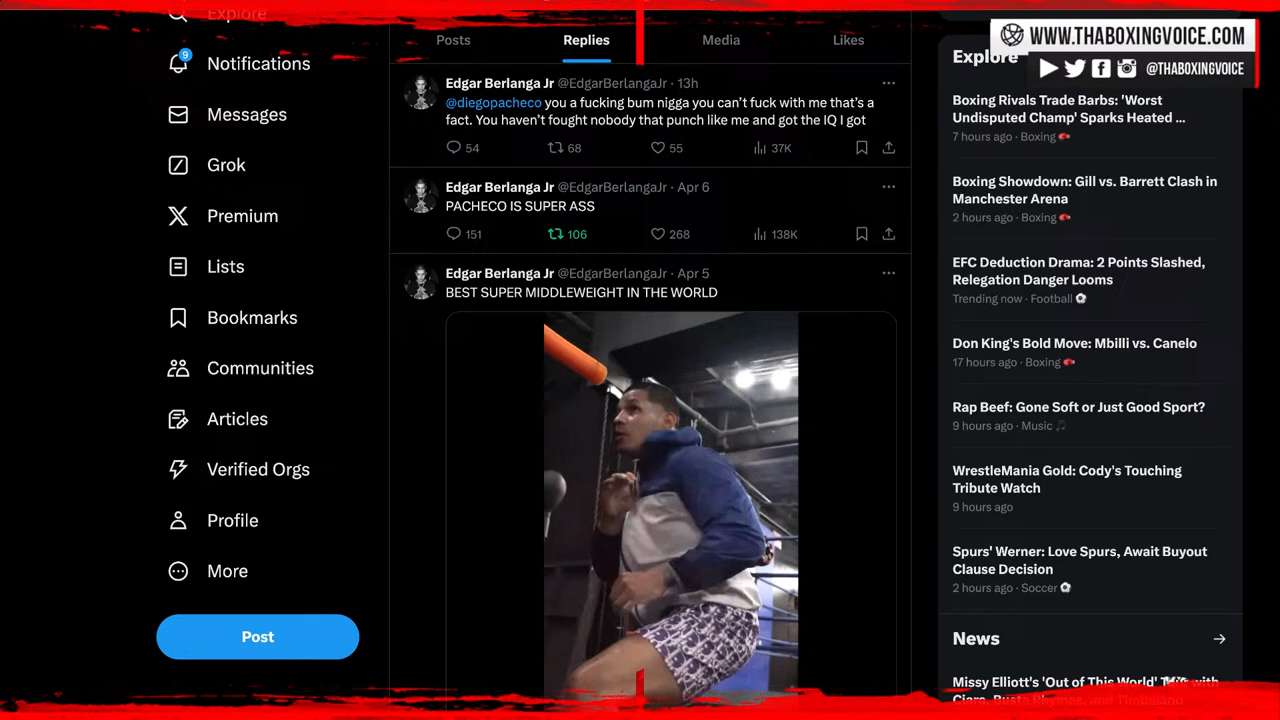 Explore
9
Notifications
Messages
Grok
Premium
Lists
Bookmarks
Communities
Articles
Verified Orgs
Profile
More
Post
Posts
Replies
Media
Likes
Edgar Berlanga Jr @EdgarBerlangaJr · 13h
@diegopacheco you a fucking bum nigga you can’t fuck with me that’s a
fact. You haven’t fought nobody that punch like me and got the IQ I got
54 68 55 37K
Edgar Berlanga Jr @EdgarBerlangaJr · Apr 6
PACHECO IS SUPER ASS
151 106 268 138K
Edgar Berlanga Jr @EdgarBerlangaJr · Apr 5
BEST SUPER MIDDLEWEIGHT IN THE WORLD
WWW.THABOXINGVOICE.COM
@THABOXINGVOICE
Explore
Boxing Rivals Trade Barbs: 'Worst
Undisputed Champ' Sparks Heated ...
7 hours ago · Boxing
Boxing Showdown: Gill vs. Barrett Clash in
Manchester Arena
2 hours ago · Boxing
EFC Deduction Drama: 2 Points Slashed,
Relegation Danger Looms
Trending now · Football
Don King's Bold Move: Mbilli vs. Canelo
17 hours ago · Boxing
Rap Beef: Gone Soft or Just Good Sport?
9 hours ago · Music
WrestleMania Gold: Cody's Touching
Tribute Watch
9 hours ago
Spurs' Werner: Love Spurs, Await Buyout
Clause Decision
2 hours ago · Soccer
News
Missy Elliott's 'Out of This World' Tour with
Ciara, Busta Rhymes, and Timbaland